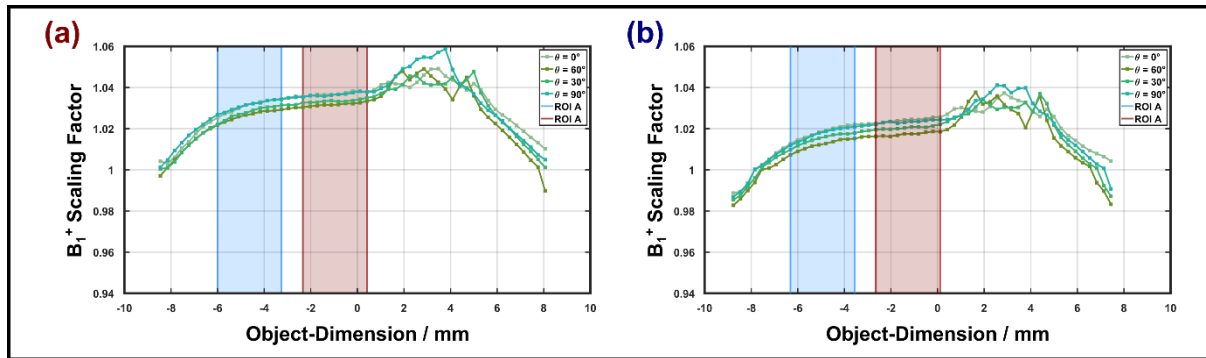 (a)
1.06
1.04
1.02
1
0.98
0.96
0.94
B₁⁺ Scaling Factor
-10 -8 -6 -4 -2 0 2 4 6 8 10
Object-Dimension / mm
θ = 0°
θ = 60°
θ = 30°
θ = 90°
ROI A
ROI A
(b)
1.06
1.04
1.02
1
0.98
0.96
0.94
B₁⁺ Scaling Factor
-10 -8 -6 -4 -2 0 2 4 6 8 10
Object-Dimension / mm
θ = 0°
θ = 60°
θ = 30°
θ = 90°
ROI A
ROI A